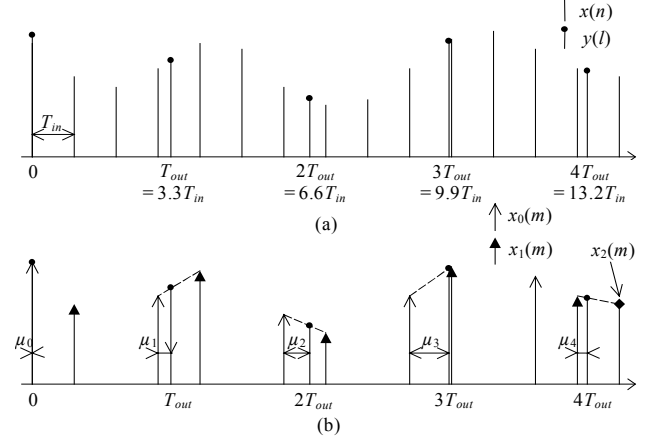 x(n)
y(l)
T_in
0 T_out 2T_out 3T_out 4T_out
=3.3T_in =6.6T_in =9.9T_in =13.2T_in
(a)
x_0(m)
x_1(m) x_2(m)
μ_0 μ_1 μ_2 μ_3 μ_4
0 T_out 2T_out 3T_out 4T_out
(b)